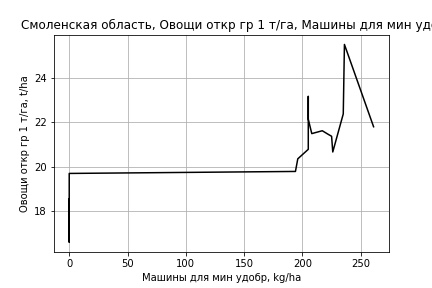 Смоленская область, Овощи откр гр 1 т/га, Машины для мин уд
Овощи откр гр 1 т/га, t/ha
24
22
20
18
0 50 100 150 200 250
Машины для мин удобр, kg/ha